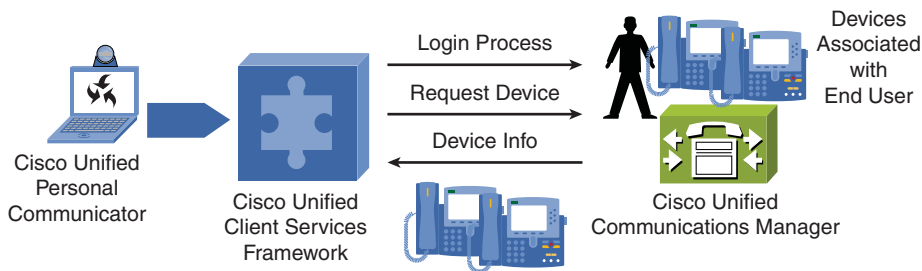 Login Process
Request Device
Device Info
Devices
Associated
with
End User
Cisco Unified
Personal
Communicator
Cisco Unified
Client Services
Framework
Cisco Unified
Communications Manager